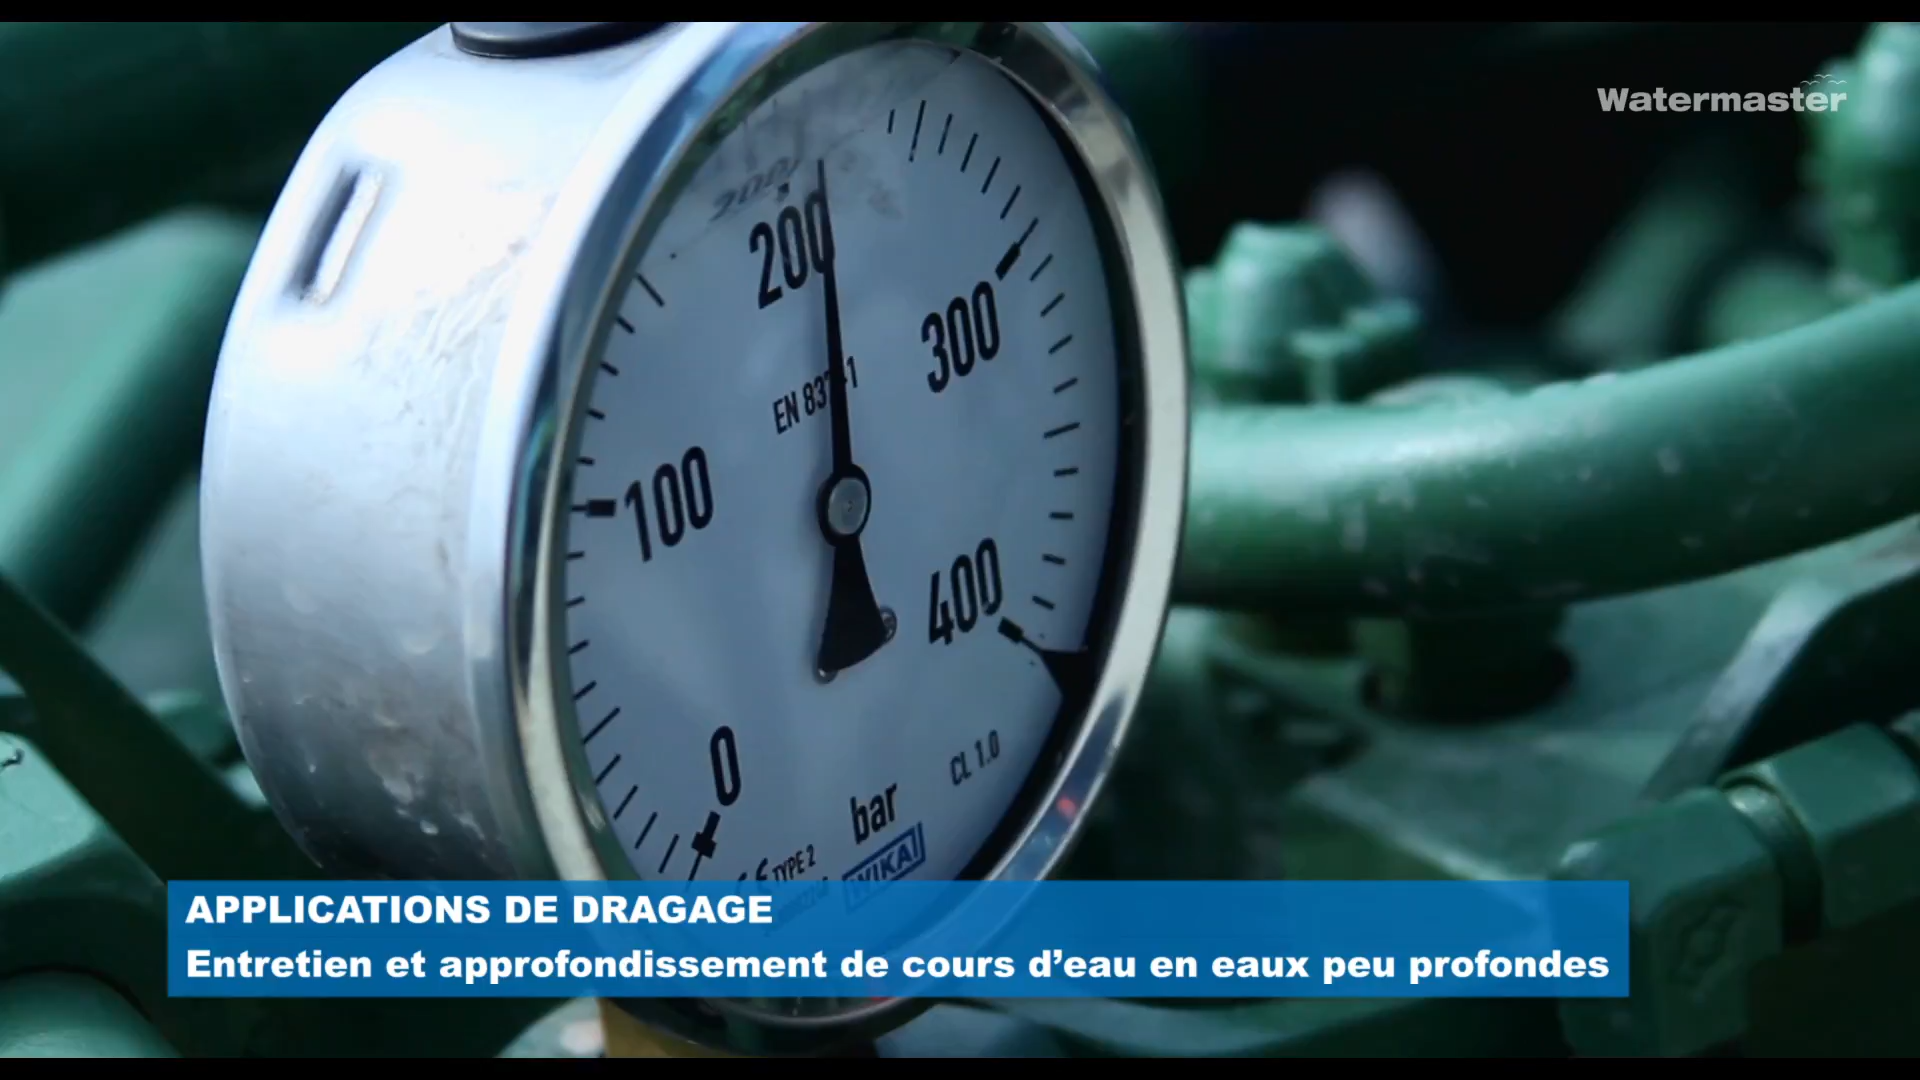 Watermaster
200
300
EN 837-1
100
400
0
CL 1.0
bar
CE TYPE 2
WIKA
APPLICATIONS DE DRAGAGE
Entretien et approfondissement de cours d’eau en eaux peu profondes